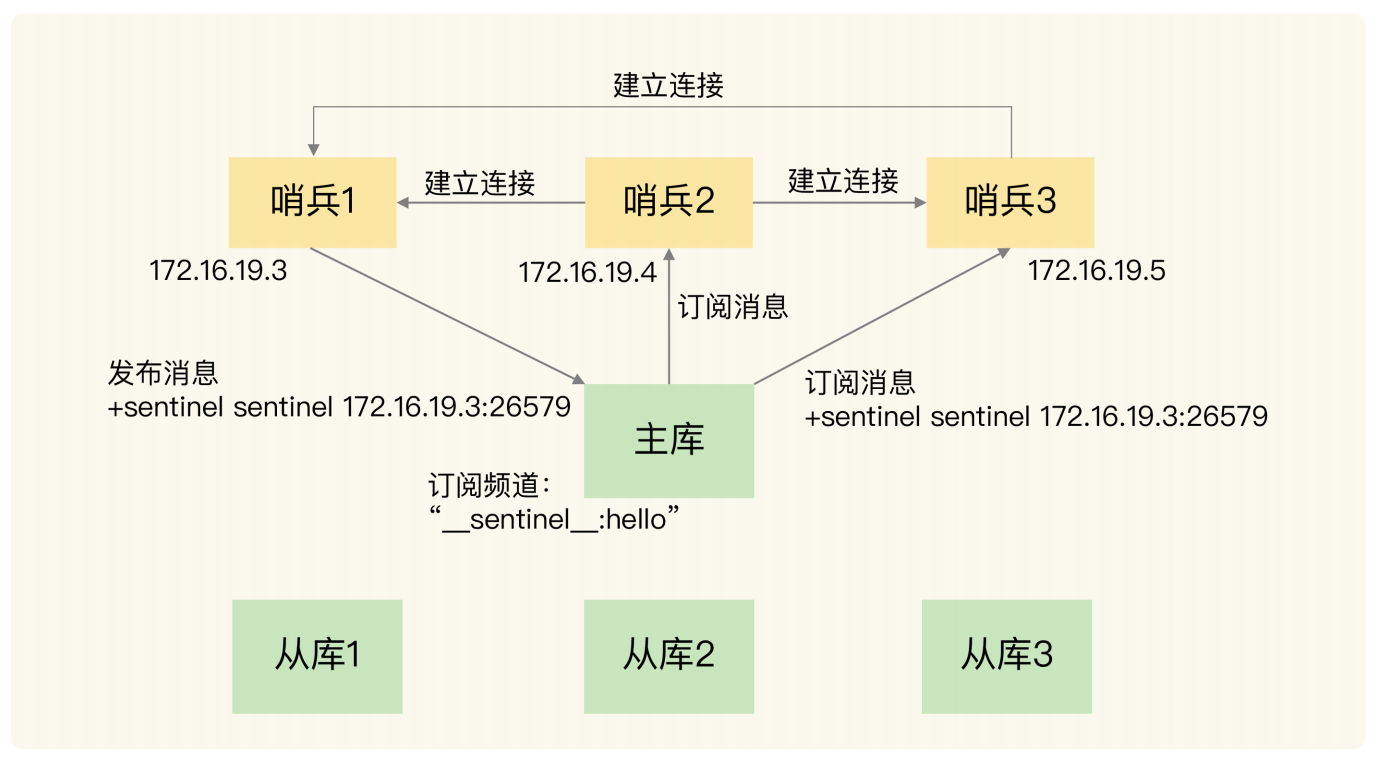 建立连接
哨兵1
建立连接
哨兵2
建立连接
哨兵3
172.16.19.3
172.16.19.4
172.16.19.5
订阅消息
发布消息
+sentinel sentinel 172.16.19.3:26579
订阅消息
+sentinel sentinel 172.16.19.3:26579
主库
订阅频道：
“__sentinel__:hello”
从库1
从库2
从库3